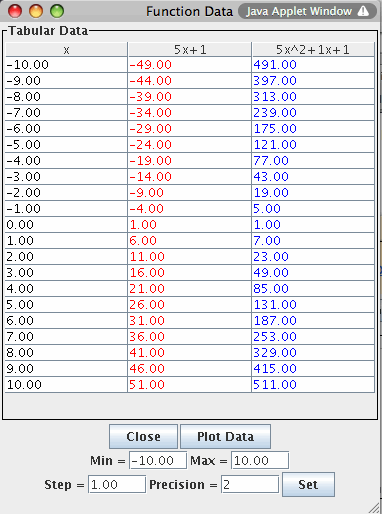 Function Data Java Applet Window
Tabular Data
x 5x+1 5x^2+1x+1
-10.00 -49.00 491.00
-9.00 -44.00 397.00
-8.00 -39.00 313.00
-7.00 -34.00 239.00
-6.00 -29.00 175.00
-5.00 -24.00 121.00
-4.00 -19.00 77.00
-3.00 -14.00 43.00
-2.00 -9.00 19.00
-1.00 -4.00 5.00
0.00 1.00 1.00
1.00 6.00 7.00
2.00 11.00 23.00
3.00 16.00 49.00
4.00 21.00 85.00
5.00 26.00 131.00
6.00 31.00 187.00
7.00 36.00 253.00
8.00 41.00 329.00
9.00 46.00 415.00
10.00 51.00 511.00
Close Plot Data
Min = -10.00 Max = 10.00
Step = 1.00 Precision = 2 Set